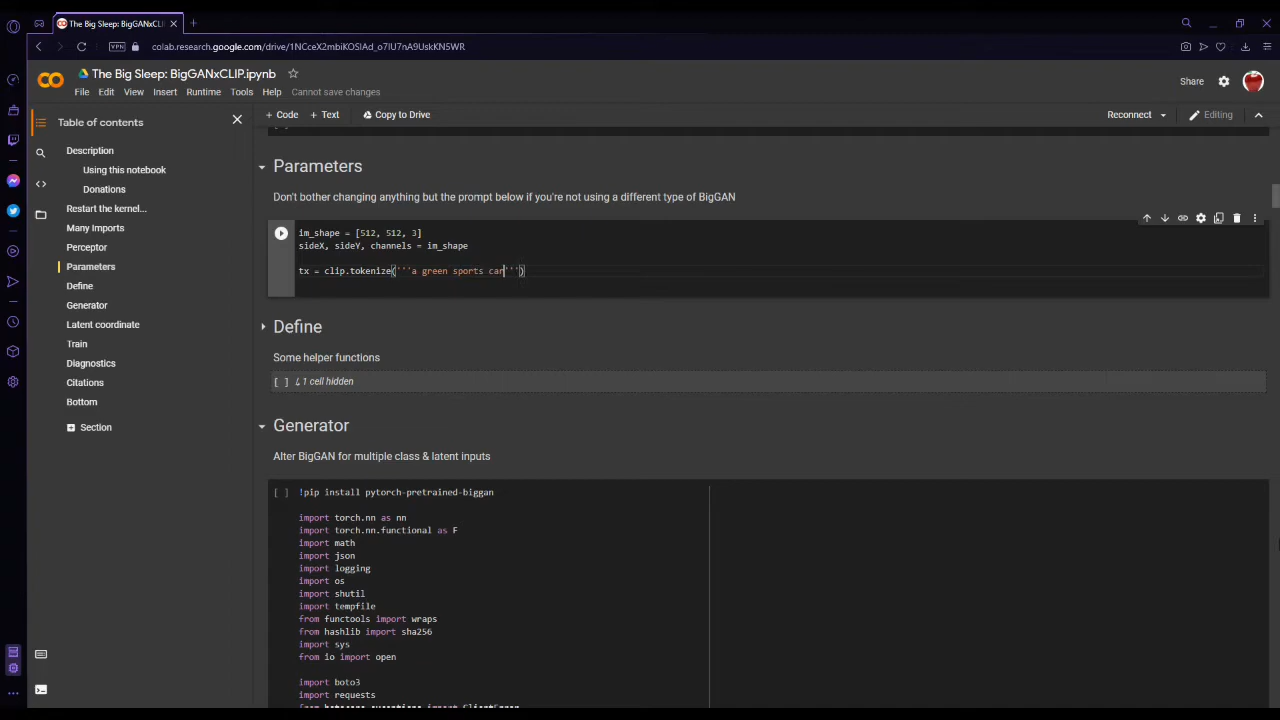 The Big Sleep: BigGANxCLIP
VPN
colab.research.google.com/drive/1NCceX2mbiKOSlAd_o7IU7nA9UskKN5WR
The Big Sleep: BigGANxCLIP.ipynb
File Edit View Insert Runtime Tools Help Cannot save changes
Share
+ Code + Text Copy to Drive
Reconnect Editing
Table of contents
Description
Using this notebook
Donations
Restart the kernel...
Many Imports
Perceptor
Parameters
Define
Generator
Latent coordinate
Train
Diagnostics
Citations
Bottom
Section
Parameters
Don't bother changing anything but the prompt below if you're not using a different type of BigGAN
im_shape = [512, 512, 3]
sideX, sideY, channels = im_shape
tx = clip.tokenize('''a green sports car''')
Define
Some helper functions
[ ] ↳ 1 cell hidden
Generator
Alter BigGAN for multiple class & latent inputs
[ ] !pip install pytorch-pretrained-biggan
import torch.nn as nn
import torch.nn.functional as F
import math
import json
import logging
import os
import shutil
import tempfile
from functools import wraps
from hashlib import sha256
import sys
from io import open
import boto3
import requests
from botocore.exceptions import ClientError